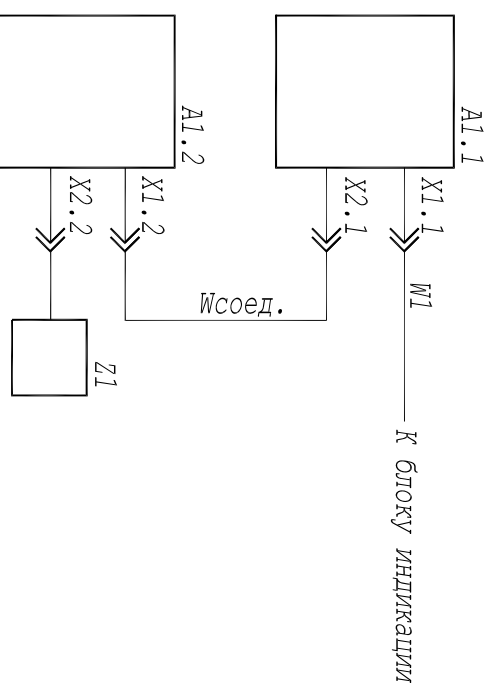 A1.1
X1.1
X2.1
W1
К блоку индикации
Wсоед.
A1.2
X1.2
X2.2
Z1